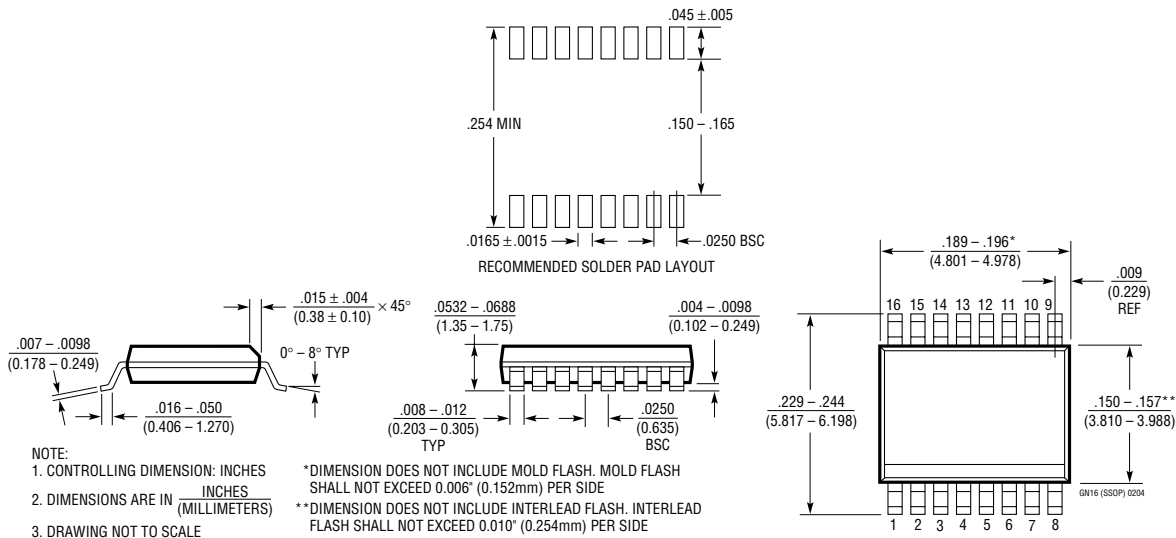 .045 ±.005
.254 MIN
.150 – .165
.0165 ±.0015
.0250 BSC
RECOMMENDED SOLDER PAD LAYOUT
.189 – .196*
(4.801 – 4.978)
.009
(0.229)
REF
16 15 14 13 12 11 10 9
.229 – .244
(5.817 – 6.198)
.150 – .157**
(3.810 – 3.988)
GN16 (SSOP) 0204
1 2 3 4 5 6 7 8
.015 ± .004
(0.38 ± 0.10)
× 45°
.007 – .0098
(0.178 – 0.249)
0° – 8° TYP
.016 – .050
(0.406 – 1.270)
.0532 – .0688
(1.35 – 1.75)
.004 – .0098
(0.102 – 0.249)
.008 – .012
(0.203 – 0.305)
TYP
.0250
(0.635)
BSC
NOTE:
1. CONTROLLING DIMENSION: INCHES
2. DIMENSIONS ARE IN INCHES
(MILLIMETERS)
3. DRAWING NOT TO SCALE
*DIMENSION DOES NOT INCLUDE MOLD FLASH. MOLD FLASH
SHALL NOT EXCEED 0.006" (0.152mm) PER SIDE
**DIMENSION DOES NOT INCLUDE INTERLEAD FLASH. INTERLEAD
FLASH SHALL NOT EXCEED 0.010" (0.254mm) PER SIDE